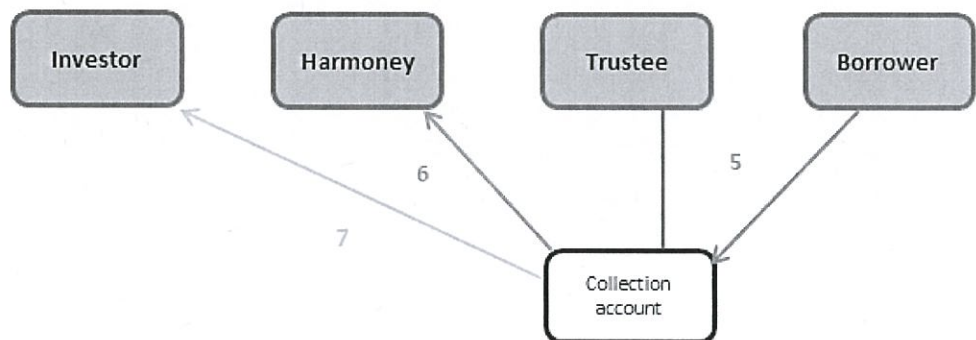 Investor
Harmoney
Trustee
Borrower
5
6
7
Collection
account